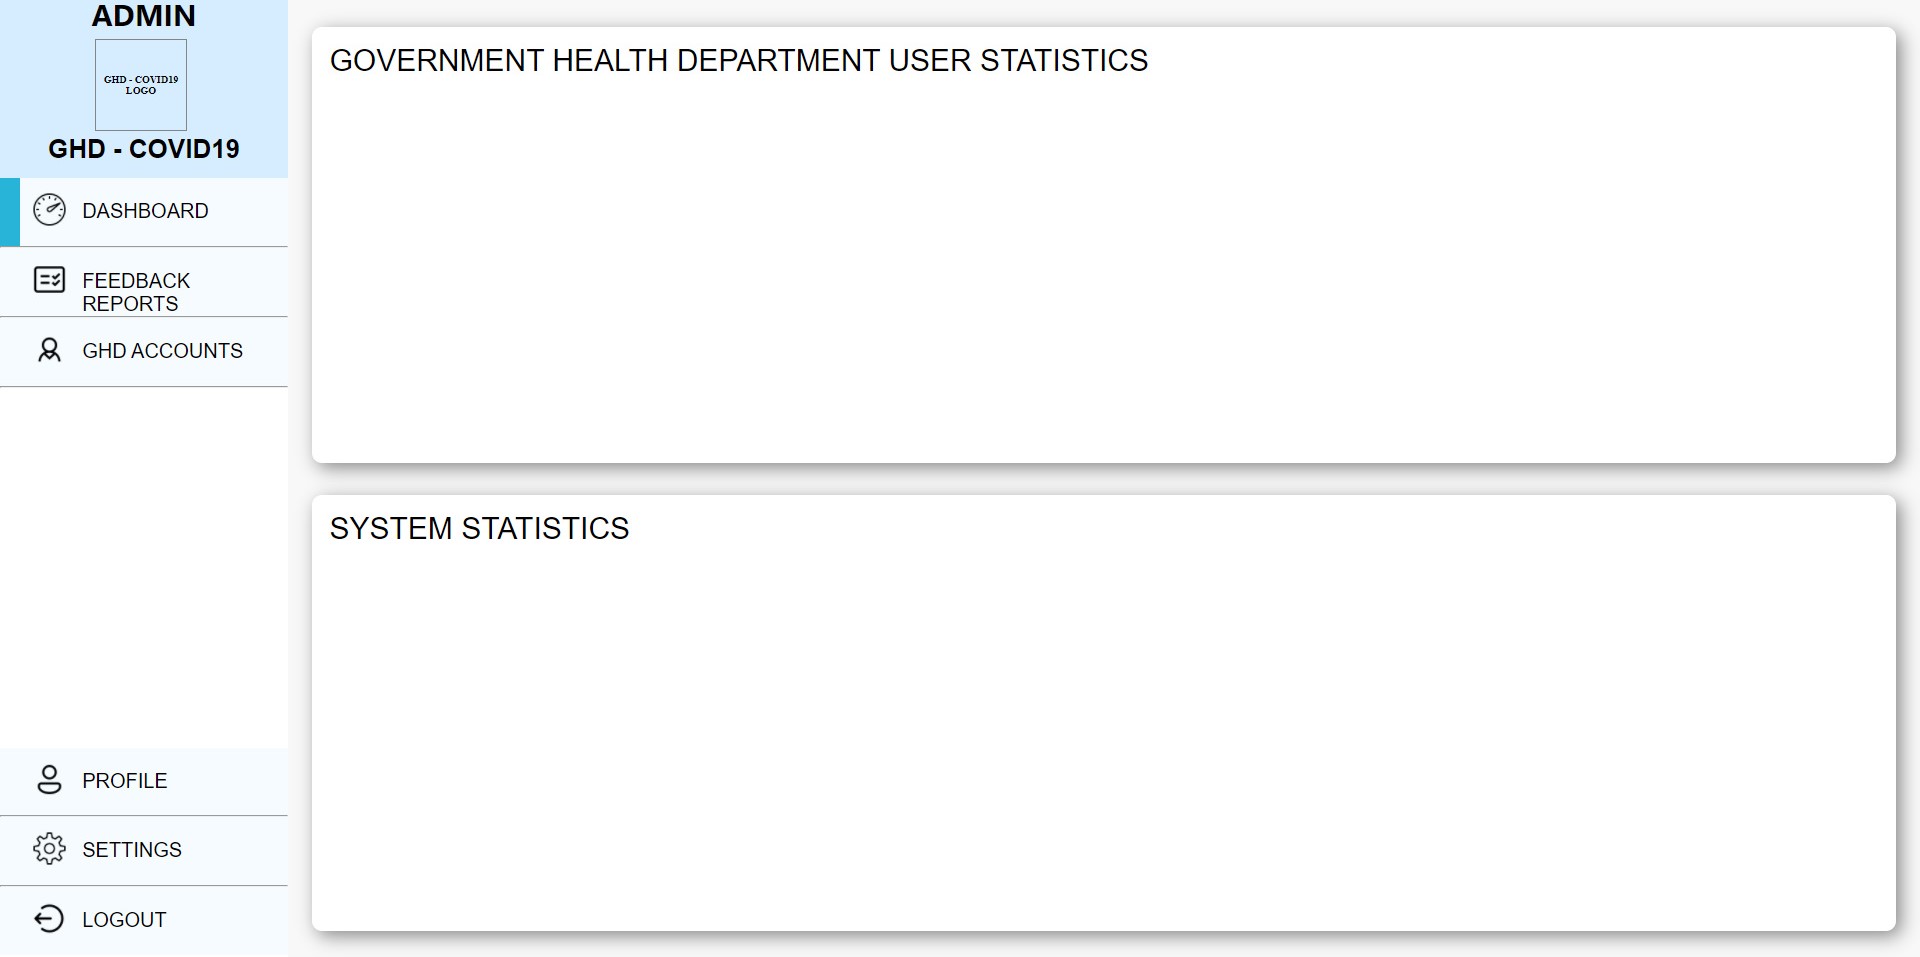 ADMIN
GHD - COVID19
LOGO
GHD - COVID19
DASHBOARD
FEEDBACK
REPORTS
GHD ACCOUNTS
PROFILE
SETTINGS
LOGOUT
GOVERNMENT HEALTH DEPARTMENT USER STATISTICS
SYSTEM STATISTICS